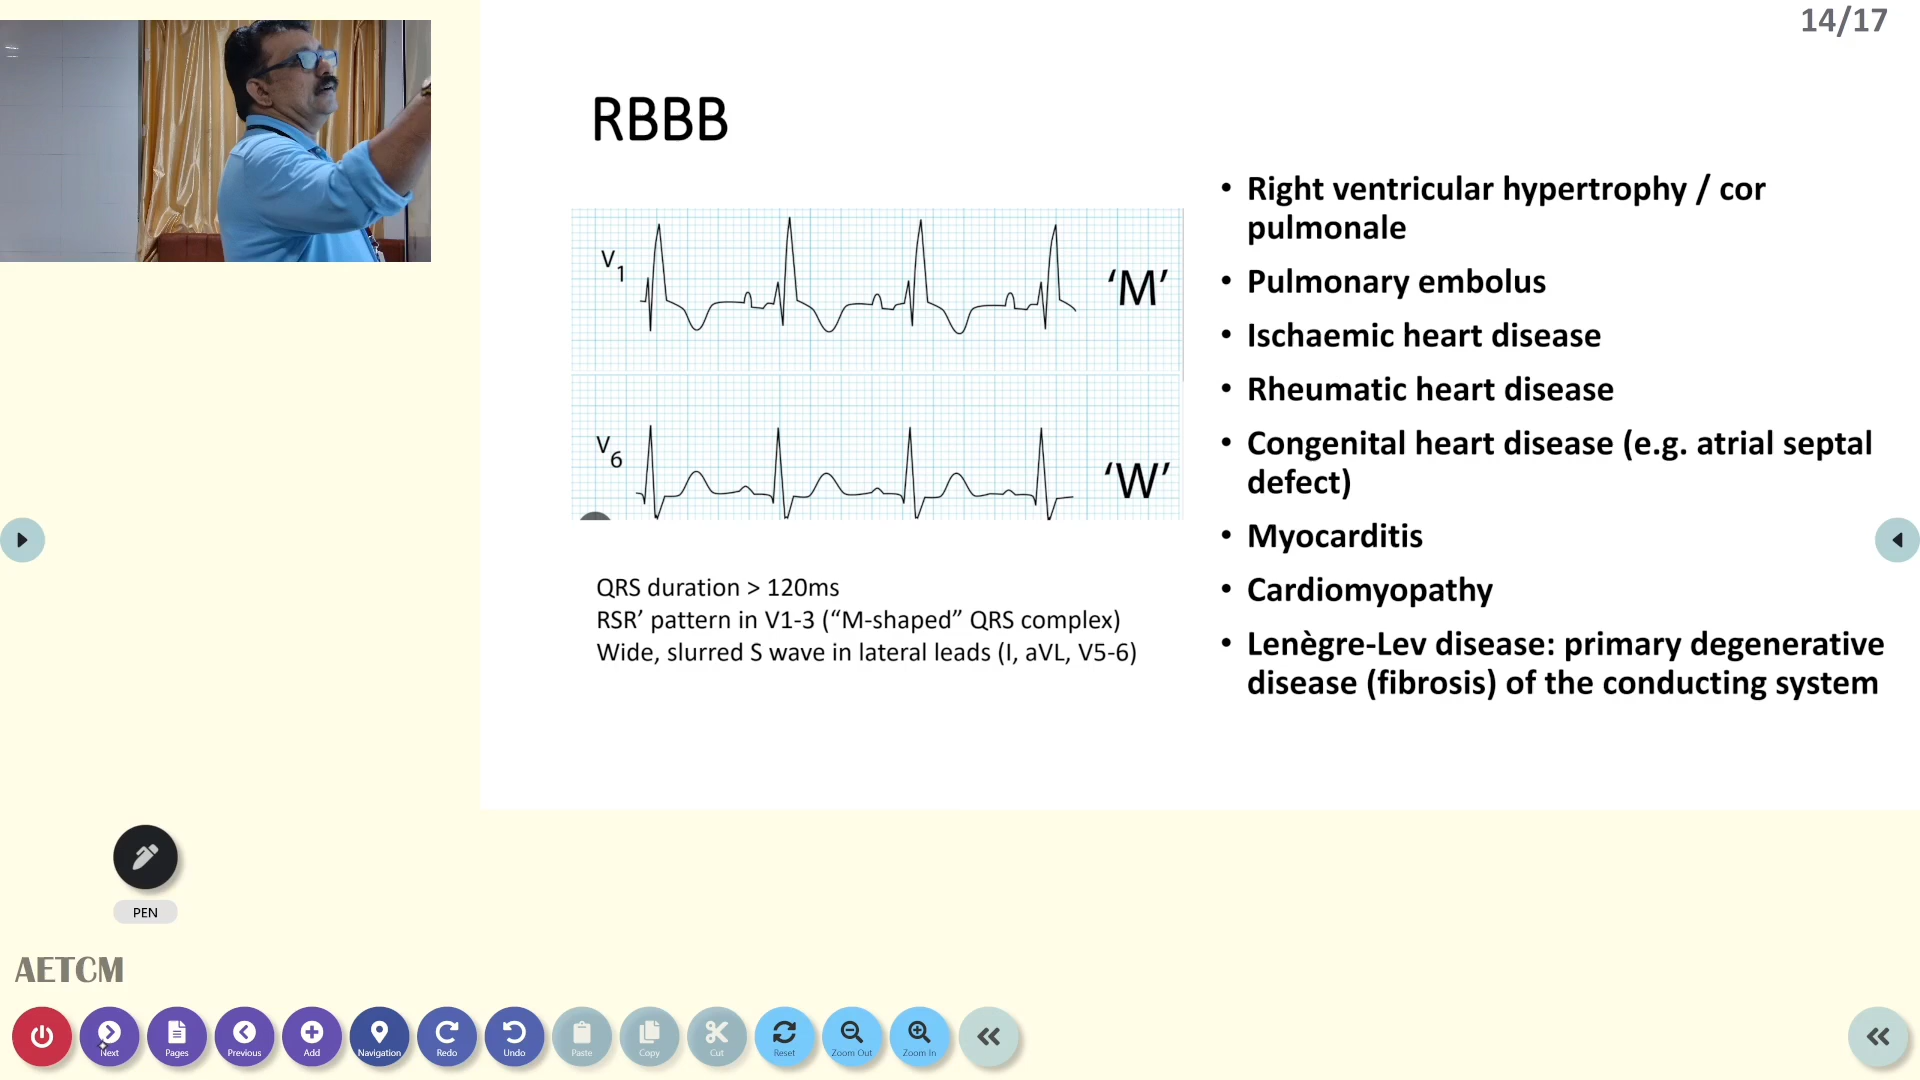 14/17
RBBB
V1
‘M’
V6
‘W’
QRS duration > 120ms
RSR’ pattern in V1-3 (“M-shaped” QRS complex)
Wide, slurred S wave in lateral leads (I, aVL, V5-6)
• Right ventricular hypertrophy / cor
pulmonale
• Pulmonary embolus
• Ischaemic heart disease
• Rheumatic heart disease
• Congenital heart disease (e.g. atrial septal
defect)
• Myocarditis
• Cardiomyopathy
• Lenègre-Lev disease: primary degenerative
disease (fibrosis) of the conducting system
PEN
AETCM
Next
Pages
Previous
Add
Navigation
Redo
Undo
Paste
Copy
Cut
Reset
Zoom Out
Zoom In